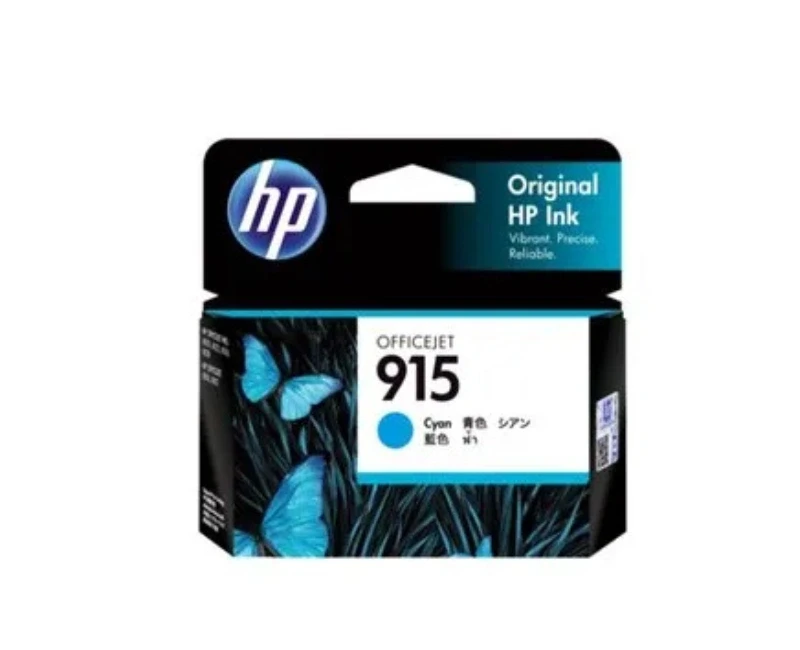 hp
Original
HP Ink
Vibrant. Precise.
Reliable.
OFFICEJET
915
Cyan 青色 シアン
藍色 ฟ้า